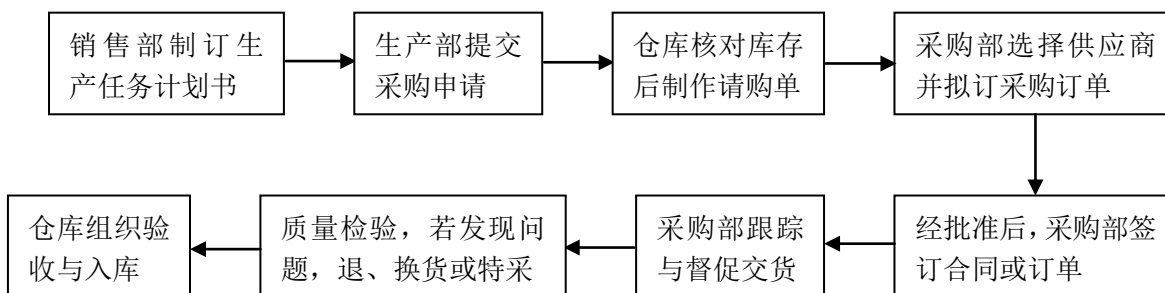 销售部制订生
产任务计划书
生产部提交
采购申请
仓库核对库存
后制作请购单
采购部选择供应商
并拟订采购订单
经批准后，采购部签
订合同或订单
采购部跟踪
与督促交货
质量检验，若发现问
题，退、换货或特采
仓库组织验
收与入库